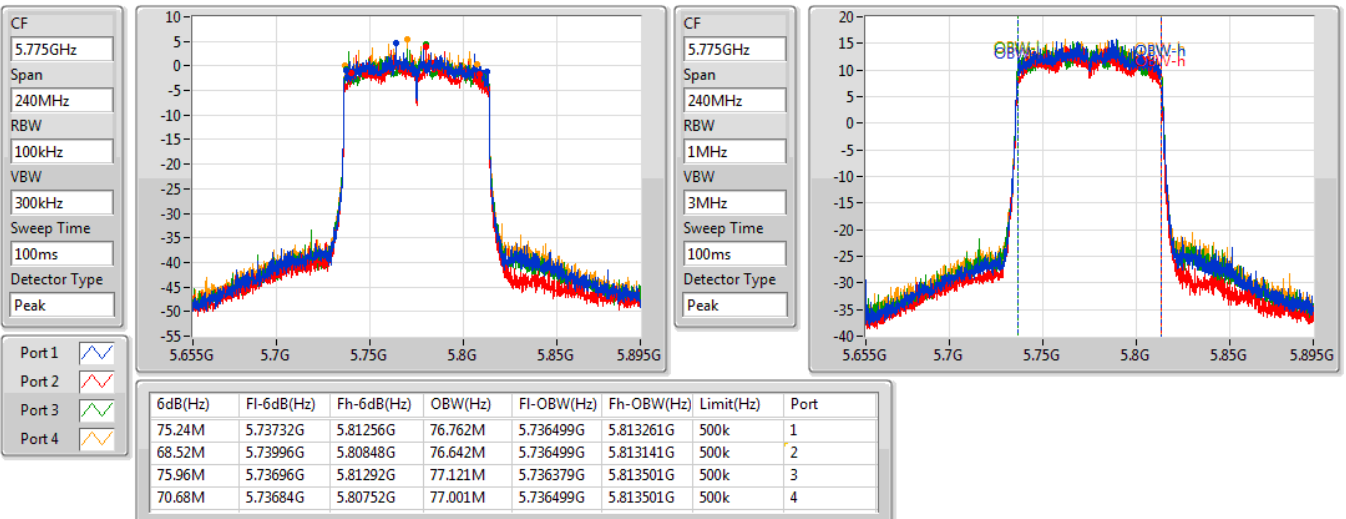 CF
5.775GHz
Span
240MHz
RBW
100kHz
VBW
300kHz
Sweep Time
100ms
Detector Type
Peak
10
5
0
-5
-10
-15
-20
-25
-30
-35
-40
-45
-50
-55
5.655G 5.7G 5.75G 5.8G 5.85G 5.895G
CF
5.775GHz
Span
240MHz
RBW
1MHz
VBW
3MHz
Sweep Time
100ms
Detector Type
Peak
20
15
10
5
0
-5
-10
-15
-20
-25
-30
-35
-40
OBW-h
OBW-h
5.655G 5.7G 5.75G 5.8G 5.85G 5.895G
Port 1
Port 2
Port 3
Port 4
6dB(Hz) Fl-6dB(Hz) Fh-6dB(Hz) OBW(Hz) Fl-OBW(Hz) Fh-OBW(Hz) Limit(Hz) Port
75.24M 5.73732G 5.81256G 76.762M 5.736499G 5.813261G 500k 1
68.52M 5.73996G 5.80848G 76.642M 5.736499G 5.813141G 500k 2
75.96M 5.73696G 5.81292G 77.121M 5.736379G 5.813501G 500k 3
70.68M 5.73684G 5.80752G 77.001M 5.736499G 5.813501G 500k 4